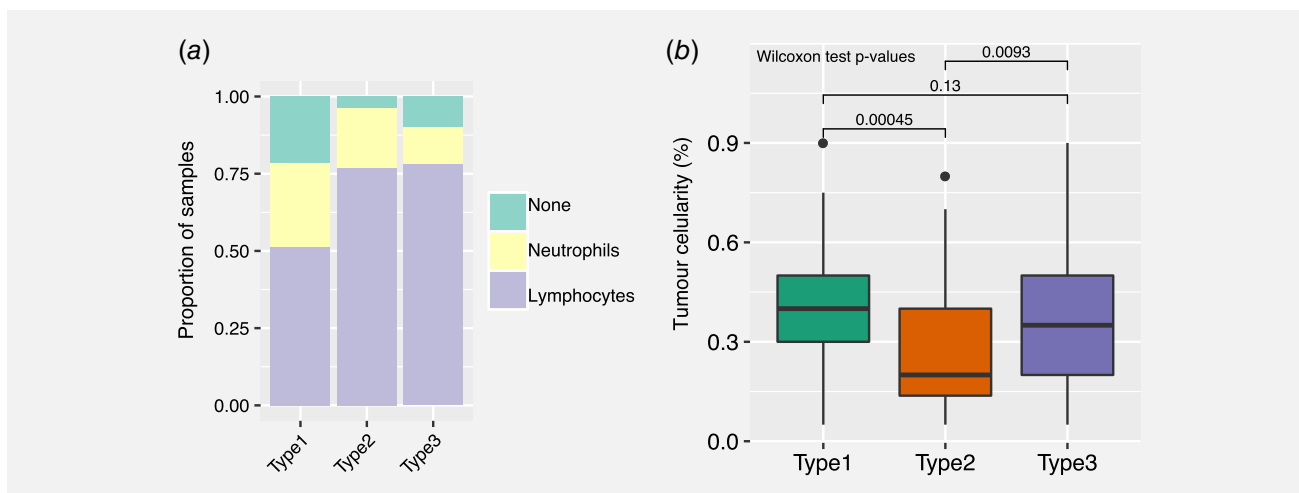 (a)
1.00
0.75
0.50
0.25
0.00
Proportion of samples
Type1
Type2
Type3
None
Neutrophils
Lymphocytes
(b)
Wilcoxon test p-values
0.0093
0.13
0.00045
0.9
0.6
0.3
0.0
Tumour celularity (%)
Type1
Type2
Type3